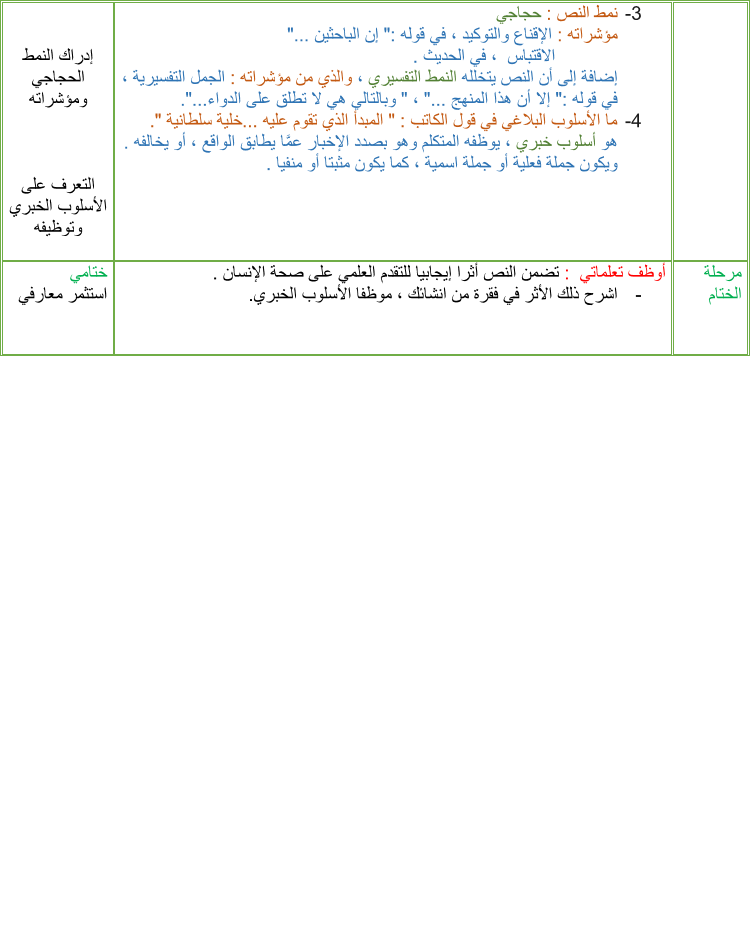 3- نمط النص : حجاجي
مؤشراته : الإقناع والتوكيد ، في قوله :" إن الباحثين ..."
الاقتباس ، في الحديث .
إضافة إلى أن النص يتخلله النمط التفسيري ، والذي من مؤشراته : الجمل التفسيرية ،
في قوله :" إلا أن هذا المنهج ..." ، " وبالتالي هي لا تطلق على الدواء...".
4- ما الأسلوب البلاغي في قول الكاتب : " المبدأ الذي تقوم عليه ...خلية سلطانية ".
هو أسلوب خبري ، يوظفه المتكلم وهو بصدد الإخبار عمَّا يطابق الواقع ، أو يخالفه .
ويكون جملة فعلية أو جملة اسمية ، كما يكون مثبتا أو منفيا .
إدراك النمط
الحجاجي
ومؤشراته
التعرف على
الأسلوب الخبري
وتوظيفه
مرحلة
الختام
أوظف تعلماتي : تضمن النص أثرا إيجابيا للتقدم العلمي على صحة الإنسان .
- اشرح ذلك الأثر في فقرة من انشائك ، موظفا الأسلوب الخبري.
ختامي
استثمر معارفي